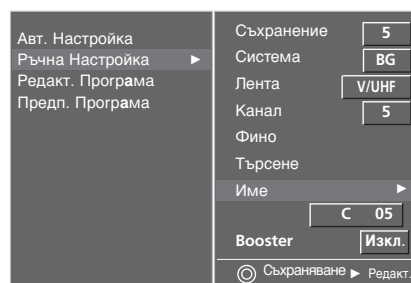 Авт. Настройка
Ръчна Настройка ►
Редакт. Програма
Предп. Програма
Съхранение 5
Система BG
Лента V/UHF
Канал 5
Фино
Търсене
Име ►
C 05
Booster Изкл.
Съхраняване ► Редакт.